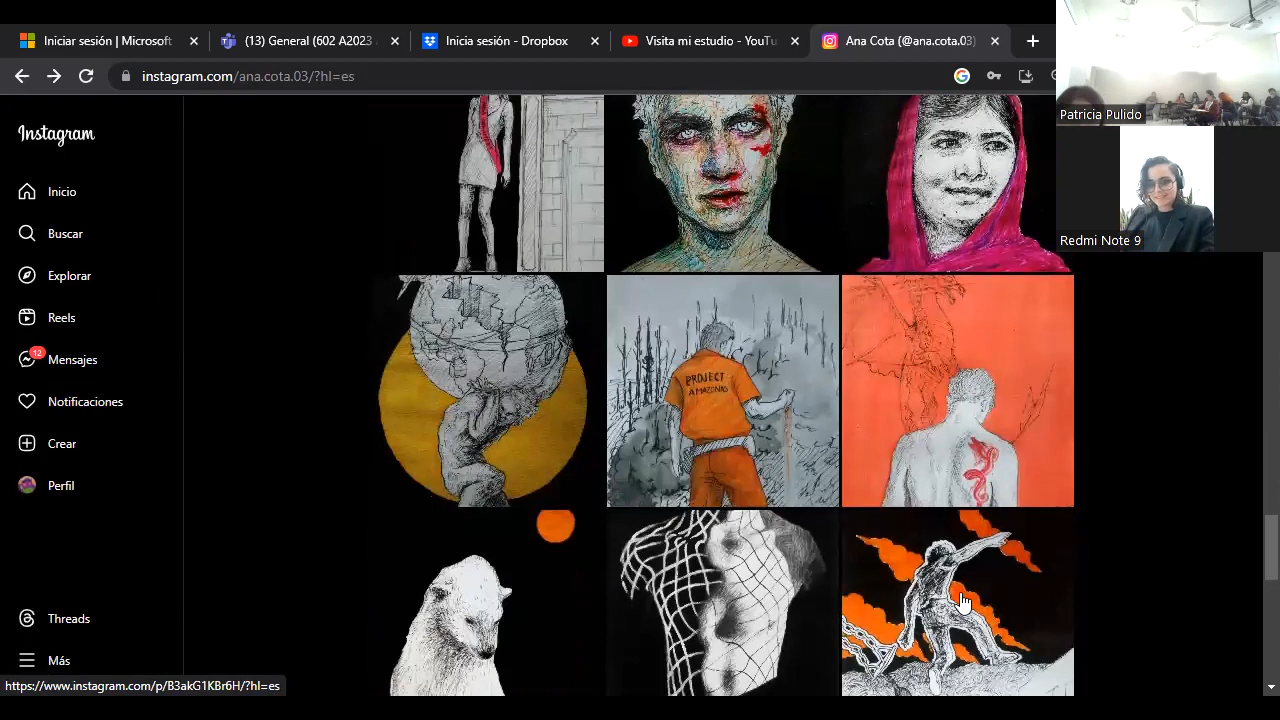 Iniciar sesión | Microsoft
(13) General (602 A2023
Inicia sesión - Dropbox
Visita mi estudio - YouTu
Ana Cota (@ana.cota.03)
instagram.com/ana.cota.03/?hl=es
Patricia Pulido
Redmi Note 9
Instagram
Inicio
Buscar
Explorar
Reels
12
Mensajes
Notificaciones
Crear
Perfil
Threads
Más
PROJECT
AMAZONAS
https://www.instagram.com/p/B3akG1KBr6H/?hl=es